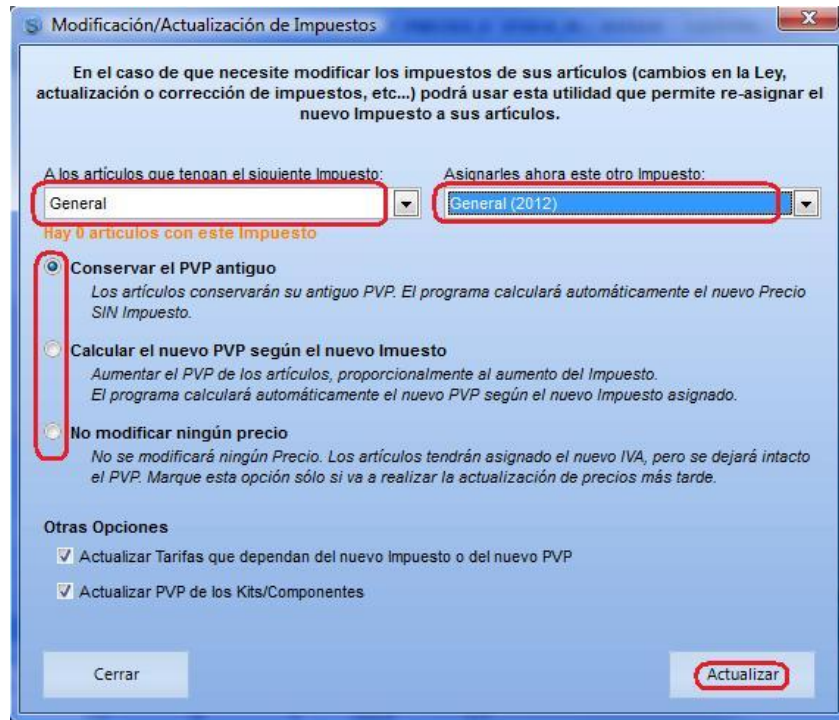 Modificación/Actualización de Impuestos
En el caso de que necesite modificar los impuestos de sus artículos (cambios en la Ley,
actualización o corrección de impuestos, etc...) podrá usar esta utilidad que permite re-asignar el
nuevo Impuesto a sus artículos.
A los artículos que tengan el siguiente Impuesto: Asignarles ahora este otro Impuesto:
General General (2012)
Hay 0 artículos con este Impuesto
Conservar el PVP antiguo
Los artículos conservarán su antiguo PVP. El programa calculará automáticamente el nuevo Precio
SIN Impuesto.
Calcular el nuevo PVP según el nuevo Imuesto
Aumentar el PVP de los artículos, proporcionalmente al aumento del Impuesto.
El programa calculará automáticamente el nuevo PVP según el nuevo Impuesto asignado.
No modificar ningún precio
No se modificará ningún Precio. Los artículos tendrán asignado el nuevo IVA, pero se dejará intacto
el PVP. Marque esta opción sólo si va a realizar la actualización de precios más tarde.
Otras Opciones
Actualizar Tarifas que dependan del nuevo Impuesto o del nuevo PVP
Actualizar PVP de los Kits/Componentes
Cerrar Actualizar